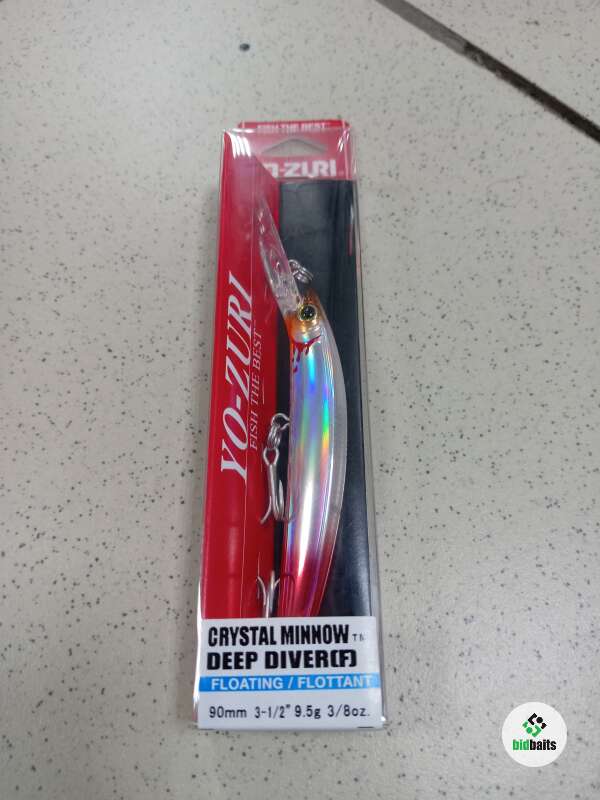 FISH THE BEST
O-ZURI
YO-ZURI
FISH THE BEST
CRYSTAL MINNOW TM
DEEP DIVER(F)
FLOATING / FLOTTANT
90mm 3-1/2" 9.5g 3/8oz.
bidbaits